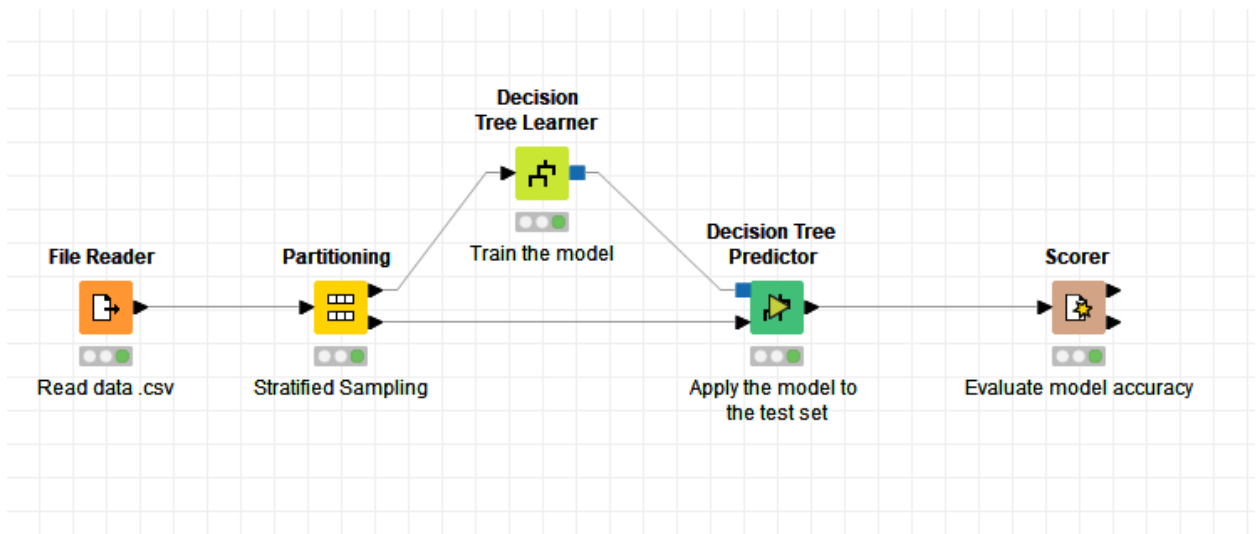 Decision
Tree Learner
Train the model
File Reader
Read data .csv
Partitioning
Stratified Sampling
Decision Tree
Predictor
Apply the model to
the test set
Scorer
Evaluate model accuracy